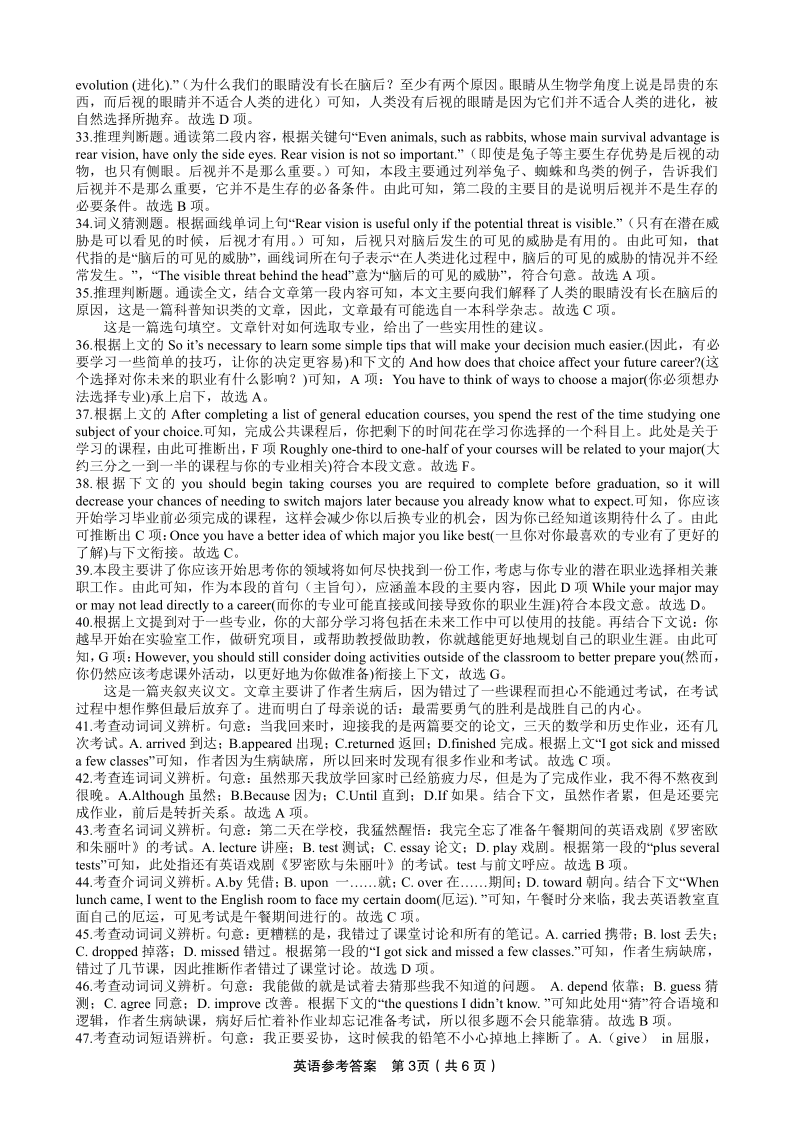 evolution (进化).”（为什么我们的眼睛没有长在脑后？至少有两个原因。眼睛从生物学角度上说是昂贵的东
西，而后视的眼睛并不适合人类的进化）可知，人类没有后视的眼睛是因为它们并不适合人类的进化，被
自然选择所抛弃。故选 D 项。
33.推理判断题。通读第二段内容，根据关键句“Even animals, such as rabbits, whose main survival advantage is
rear vision, have only the side eyes. Rear vision is not so important.”（即使是兔子等主要生存优势是后视的动
物，也只有侧眼。后视并不是那么重要。）可知，本段主要通过列举兔子、蜘蛛和鸟类的例子，告诉我们
后视并不是那么重要，它并不是生存的必备条件。由此可知，第二段的主要目的是说明后视并不是生存的
必要条件。故选 B 项。
34.词义猜测题。根据画线单词上句“Rear vision is useful only if the potential threat is visible.”（只有在潜在威
胁是可以看见的时候，后视才有用。）可知，后视只对脑后发生的可见的威胁是有用的。由此可知，that
代指的是“脑后的可见的威胁”，画线词所在句子表示“在人类进化过程中，脑后的可见的威胁的情况并不经
常发生。”，“The visible threat behind the head”意为“脑后的可见的威胁”，符合句意。故选 A 项。
35.推理判断题。通读全文，结合文章第一段内容可知，本文主要向我们解释了人类的眼睛没有长在脑后的
原因，这是一篇科普知识类的文章，因此，文章最有可能选自一本科学杂志。故选 C 项。
这是一篇选句填空。文章针对如何选取专业，给出了一些实用性的建议。
36.根据上文的 So it’s necessary to learn some simple tips that will make your decision much easier.(因此，有必
要学习一些简单的技巧，让你的决定更容易)和下文的 And how does that choice affect your future career?(这
个选择对你未来的职业有什么影响？)可知，A 项：You have to think of ways to choose a major(你必须想办
法选择专业)承上启下，故选 A。
37.根据上文的 After completing a list of general education courses, you spend the rest of the time studying one
subject of your choice.可知，完成公共课程后，你把剩下的时间花在学习你选择的一个科目上。此处是关于
学习的课程，由此可推断出，F 项 Roughly one-third to one-half of your courses will be related to your major(大
约三分之一到一半的课程与你的专业相关)符合本段文意。故选 F。
38.根据下文的 you should begin taking courses you are required to complete before graduation, so it will
decrease your chances of needing to switch majors later because you already know what to expect.可知，你应该
开始学习毕业前必须完成的课程，这样会减少你以后换专业的机会，因为你已经知道该期待什么了。由此
可推断出 C 项：Once you have a better idea of which major you like best(一旦你对你最喜欢的专业有了更好的
了解)与下文衔接。故选 C。
39.本段主要讲了你应该开始思考你的领域将如何尽快找到一份工作，考虑与你专业的潜在职业选择相关兼
职工作。由此可知，作为本段的首句（主旨句），应涵盖本段的主要内容，因此 D 项 While your major may
or may not lead directly to a career(而你的专业可能直接或间接导致你的职业生涯)符合本段文意。故选 D。
40.根据上文提到对于一些专业，你的大部分学习将包括在未来工作中可以使用的技能。再结合下文说：你
越早开始在实验室工作，做研究项目，或帮助教授做助教，你就越能更好地规划自己的职业生涯。由此可
知，G 项：However, you should still consider doing activities outside of the classroom to better prepare you(然而，
你仍然应该考虑课外活动，以更好地为你做准备)衔接上下文，故选 G。
这是一篇夹叙夹议文。文章主要讲了作者生病后，因为错过了一些课程而担心不能通过考试，在考试
过程中想作弊但最后放弃了。进而明白了母亲说的话：最需要勇气的胜利是战胜自己的内心。
41.考查动词词义辨析。句意：当我回来时，迎接我的是两篇要交的论文，三天的数学和历史作业，还有几
次考试。A. arrived 到达；B.appeared 出现；C.returned 返回；D.finished 完成。根据上文“I got sick and missed
a few classes”可知，作者因为生病缺席，所以回来时发现有很多作业和考试。故选 C 项。
42.考查连词词义辨析。句意：虽然那天我放学回家时已经筋疲力尽，但是为了完成作业，我不得不熬夜到
很晚。A.Although 虽然；B.Because 因为；C.Until 直到；D.If 如果。结合下文，虽然作者累，但是还要完
成作业，前后是转折关系。故选 A 项。
43.考查名词词义辨析。句意：第二天在学校，我猛然醒悟：我完全忘了准备午餐期间的英语戏剧《罗密欧
和朱丽叶》的考试。A. lecture 讲座；B. test 测试；C. essay 论文；D. play 戏剧。根据第一段的“plus several
tests”可知，此处指还有英语戏剧《罗密欧与朱丽叶》的考试。test 与前文呼应。故选 B 项。
44.考查介词词义辨析。A.by 凭借；B. upon 一……就；C. over 在……期间；D. toward 朝向。结合下文“When
lunch came, I went to the English room to face my certain doom(厄运). ”可知，午餐时分来临，我去英语教室直
面自己的厄运，可见考试是午餐期间进行的。故选 C 项。
45.考查动词词义辨析。句意：更糟糕的是，我错过了课堂讨论和所有的笔记。A. carried 携带；B. lost 丢失；
C. dropped 掉落；D. missed 错过。根据第一段的“I got sick and missed a few classes.”可知，作者生病缺席，
错过了几节课，因此推断作者错过了课堂讨论。故选 D 项。
46.考查动词词义辨析。句意：我能做的就是试着去猜那些我不知道的问题。 A. depend 依靠；B. guess 猜
测；C. agree 同意；D. improve 改善。根据下文的“the questions I didn’t know. ”可知此处用“猜”符合语境和
逻辑，作者生病缺课，病好后忙着补作业却忘记准备考试，所以很多题不会只能靠猜。故选 B 项。
47.考查动词短语辨析。句意：我正要妥协，这时候我的铅笔不小心掉地上摔断了。A.（give） in 屈服，
英语参考答案 第 3页（ 共 6 页 ）